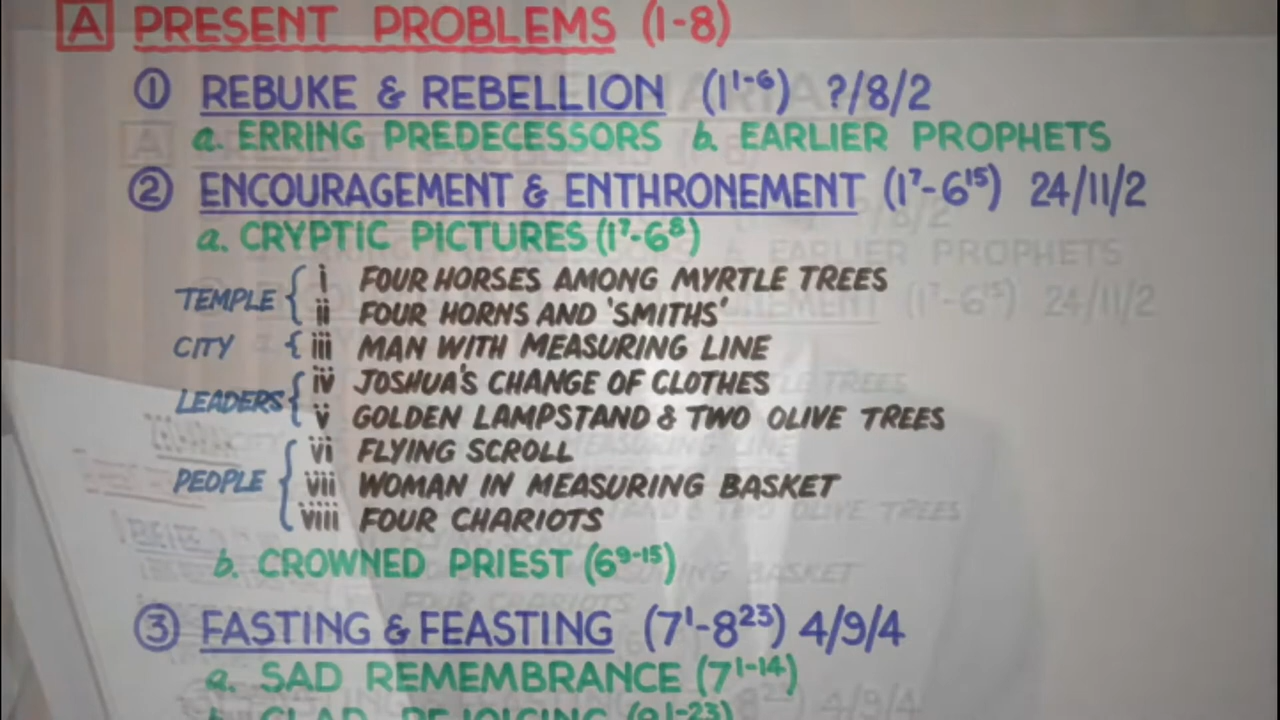 A PRESENT PROBLEMS (1-8)
① REBUKE & REBELLION (1¹⁻⁶) ?/8/2
a. ERRING PREDECESSORS b. EARLIER PROPHETS
② ENCOURAGEMENT & ENTHRONEMENT (1⁷-6¹⁵) 24/11/2
a. CRYPTIC PICTURES (1⁷-6⁸)
TEMPLE { i FOUR HORSES AMONG MYRTLE TREES
ii FOUR HORNS AND 'SMITHS'
CITY { iii MAN WITH MEASURING LINE
LEADERS { iv JOSHUA'S CHANGE OF CLOTHES
v GOLDEN LAMPSTAND & TWO OLIVE TREES
PEOPLE { vi FLYING SCROLL
vii WOMAN IN MEASURING BASKET
viii FOUR CHARIOTS
b. CROWNED PRIEST (6⁹⁻¹⁵)
③ FASTING & FEASTING (7¹-8²³) 4/9/4
a. SAD REMEMBRANCE (7¹⁻¹⁴)
b. GLAD REJOICING (8¹⁻²³)